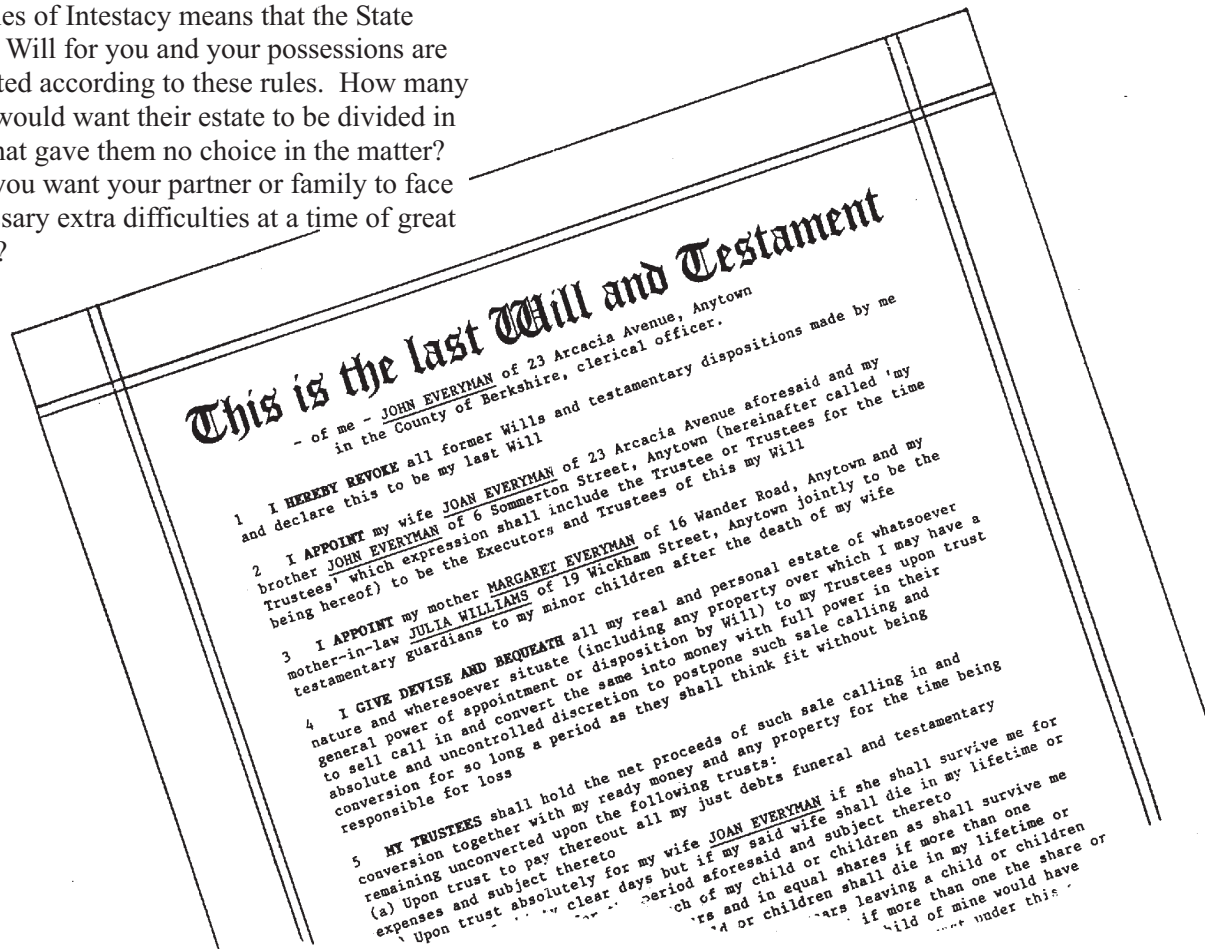 les of Intestacy means that the State
Will for you and your possessions are
ted according to these rules. How many
would want their estate to be divided in
hat gave them no choice in the matter?
you want your partner or family to face
sary extra difficulties at a time of great
?
This is the last Will and Testament
- of me - JOHN EVERYMAN of 23 Arcacia Avenue, Anytown
in the County of Berkshire, clerical officer.
1 I HEREBY REVOKE all former Wills and testamentary dispositions made by me
and declare this to be my last Will
2 I APPOINT my wife JOAN EVERYMAN of 23 Arcacia Avenue aforesaid and my
brother JOHN EVERYMAN of 6 Sommerton Street, Anytown (hereinafter called 'my
Trustees' which expression shall include the Trustee or Trustees for the time
being hereof) to be the Executors and Trustees of this my Will
3 I APPOINT my mother MARGARET EVERYMAN of 16 Wander Road, Anytown and my
mother-in-law JULIA WILLIAMS of 19 Wickham Street, Anytown jointly to be the
testamentary guardians to my minor children after the death of my wife
4 I GIVE DEVISE AND BEQUEATH all my real and personal estate of whatsoever
nature and wheresoever situate (including any property over which I may have a
general power of appointment or disposition by Will) to my Trustees upon trust
to sell call in and convert the same into money with full power in their
absolute and uncontrolled discretion to postpone such sale calling and
conversion for so long a period as they shall think fit without being
responsible for loss
5 MY TRUSTEES shall hold the net proceeds of such sale calling in and
conversion together with my ready money and any property for the time being
remaining unconverted upon the following trusts:
(a) Upon trust to pay thereout all my just debts funeral and testamentary
expenses and subject thereto
) Upon trust absolutely for my wife JOAN EVERYMAN if she shall survive me for
clear days but if my said wife shall die in my lifetime or
period aforesaid and subject thereto
ch of my child or children as shall survive me
rs and in equal shares if more than one
d or children shall die in my lifetime or
ars leaving a child or children
if more than one the share or
hild of mine would have
under this